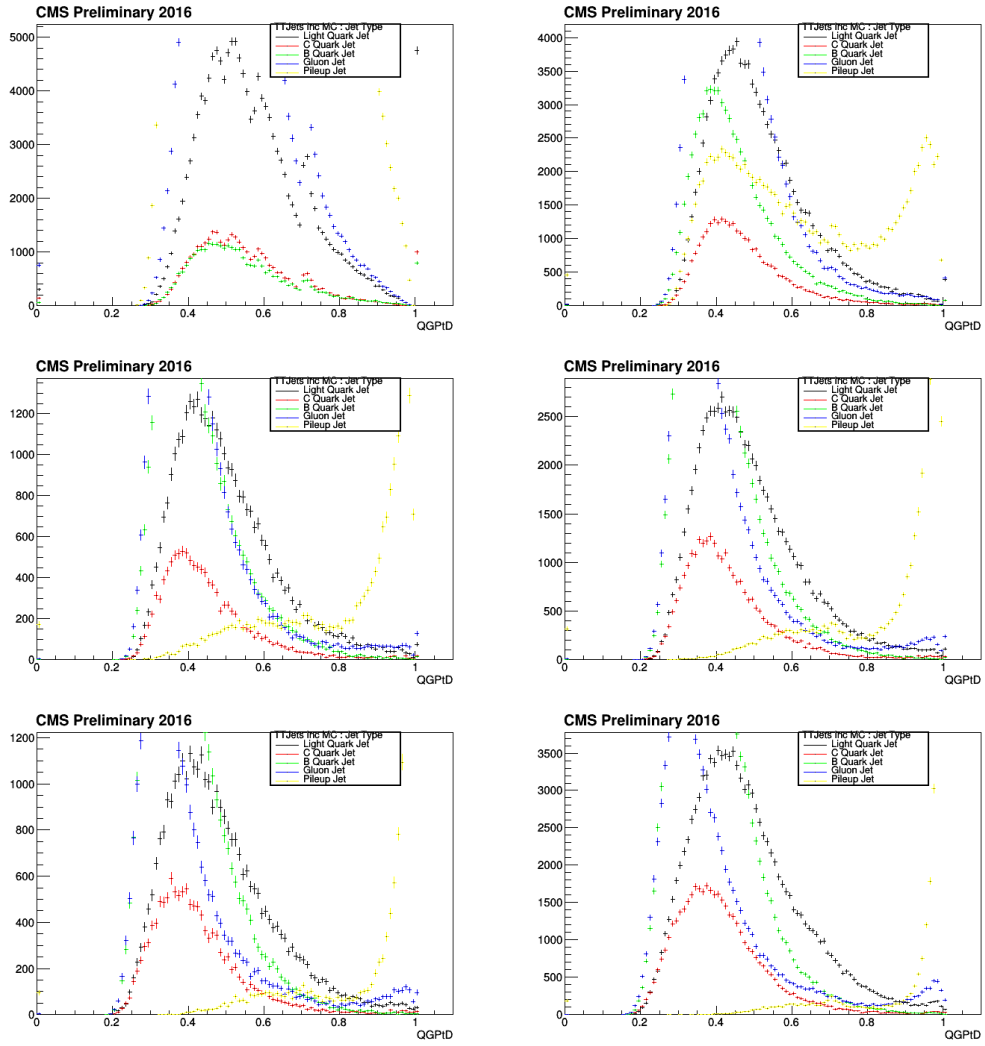 CMS Preliminary 2016
TTJets Inc MC : Jet Type
Light Quark Jet
C Quark Jet
B Quark Jet
Gluon Jet
Pileup Jet
5000
4000
3000
2000
1000
0
0 0.2 0.4 0.6 0.8 1
QGPtD
CMS Preliminary 2016
TTJets Inc MC : Jet Type
Light Quark Jet
C Quark Jet
B Quark Jet
Gluon Jet
Pileup Jet
4000
3500
3000
2500
2000
1500
1000
500
0
0 0.2 0.4 0.6 0.8 1
QGPtD
CMS Preliminary 2016
TTJets Inc MC : Jet Type
Light Quark Jet
C Quark Jet
B Quark Jet
Gluon Jet
Pileup Jet
1200
1000
800
600
400
200
0
0 0.2 0.4 0.6 0.8 1
QGPtD
CMS Preliminary 2016
TTJets Inc MC : Jet Type
Light Quark Jet
C Quark Jet
B Quark Jet
Gluon Jet
Pileup Jet
2500
2000
1500
1000
500
0
0 0.2 0.4 0.6 0.8 1
QGPtD
CMS Preliminary 2016
TTJets Inc MC : Jet Type
Light Quark Jet
C Quark Jet
B Quark Jet
Gluon Jet
Pileup Jet
1200
1000
800
600
400
200
0
0 0.2 0.4 0.6 0.8 1
QGPtD
CMS Preliminary 2016
TTJets Inc MC : Jet Type
Light Quark Jet
C Quark Jet
B Quark Jet
Gluon Jet
Pileup Jet
3500
3000
2500
2000
1500
1000
500
0
0 0.2 0.4 0.6 0.8 1
QGPtD